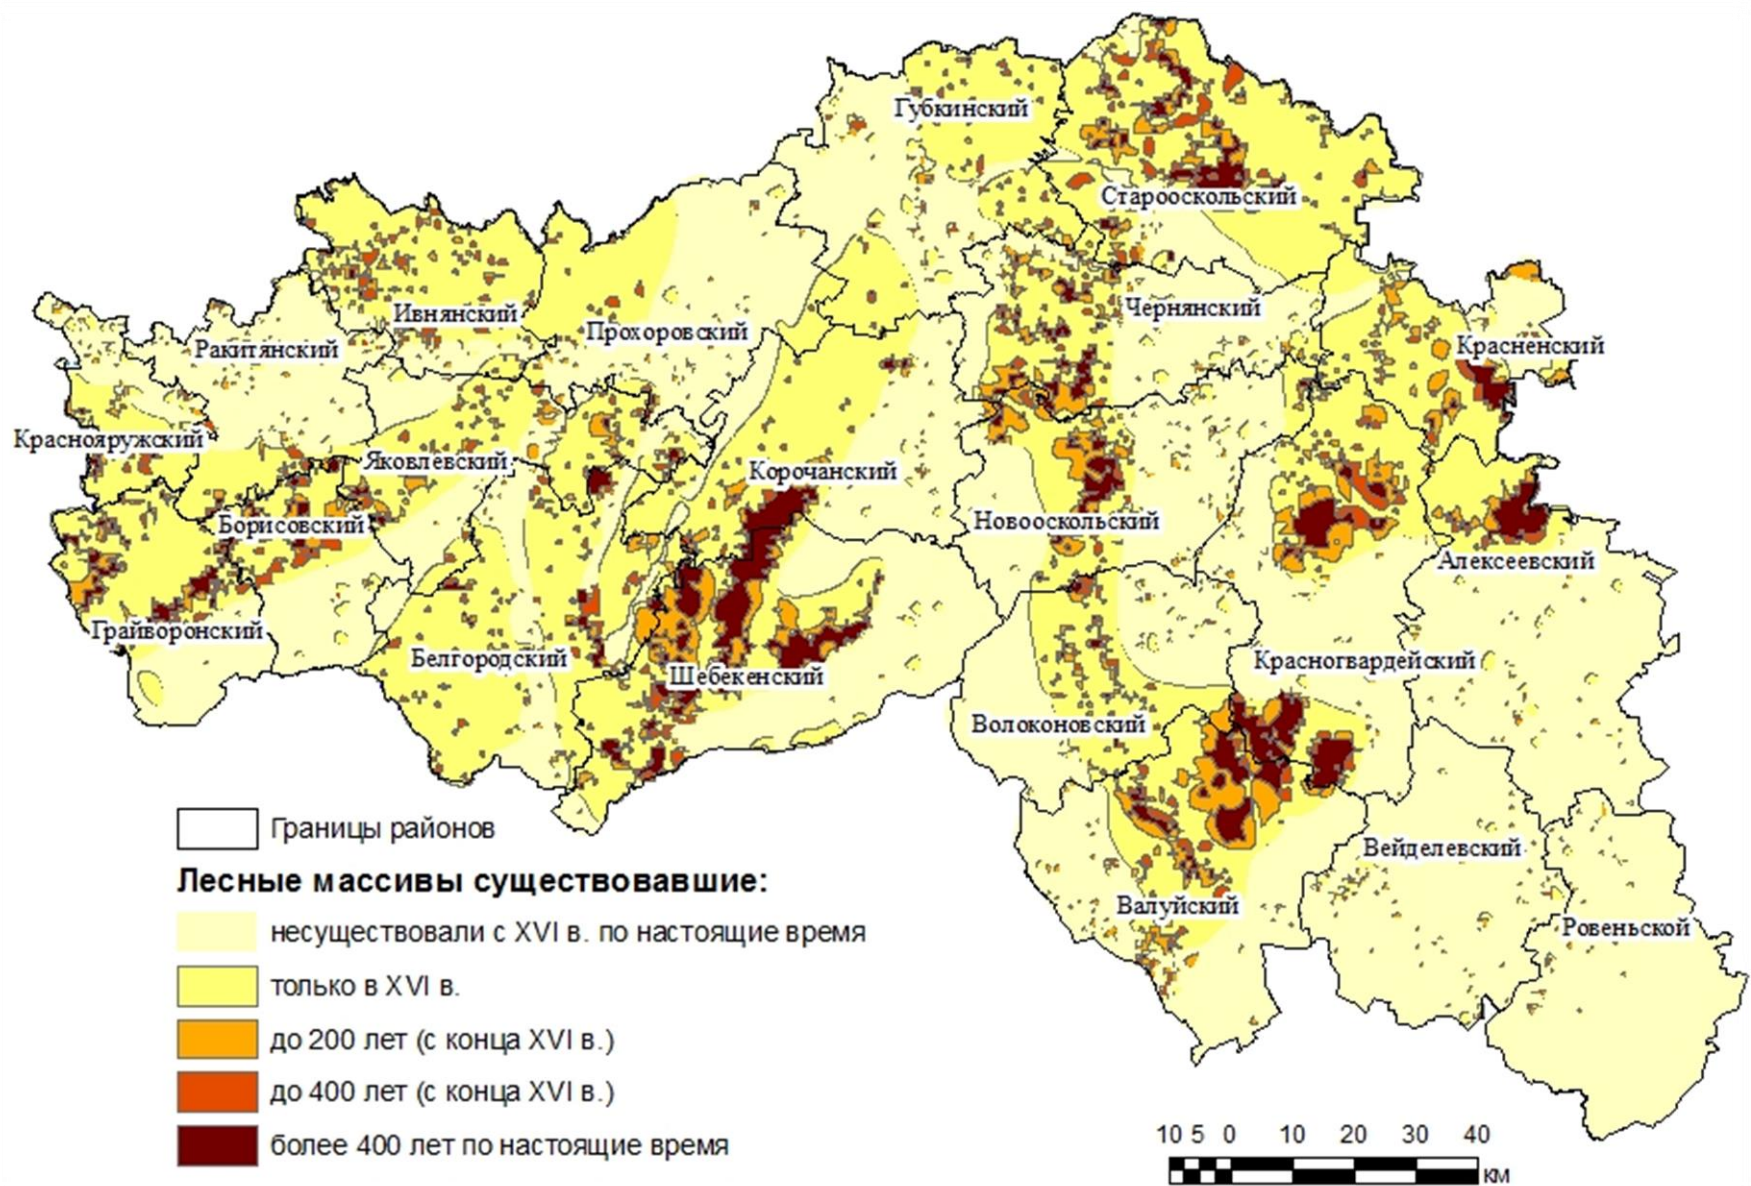 Губкинский
Старооскольский
Ивнянский
Прохоровский
Чернянский
Ракитянский
Красненский
Краснояружский
Яковлевский
Корочанский
Борисовский
Новооскольский
Алексеевский
Грайворонский
Белгородский
Шебекенский
Красногвардейский
Волоконовский
Вейделевский
Валуйский
Ровеньской
Границы районов
Лесные массивы существовавшие:
несуществовали с XVI в. по настоящие время
только в XVI в.
до 200 лет (с конца XVI в.)
до 400 лет (с конца XVI в.)
более 400 лет по настоящие время
10 5 0 10 20 30 40
км